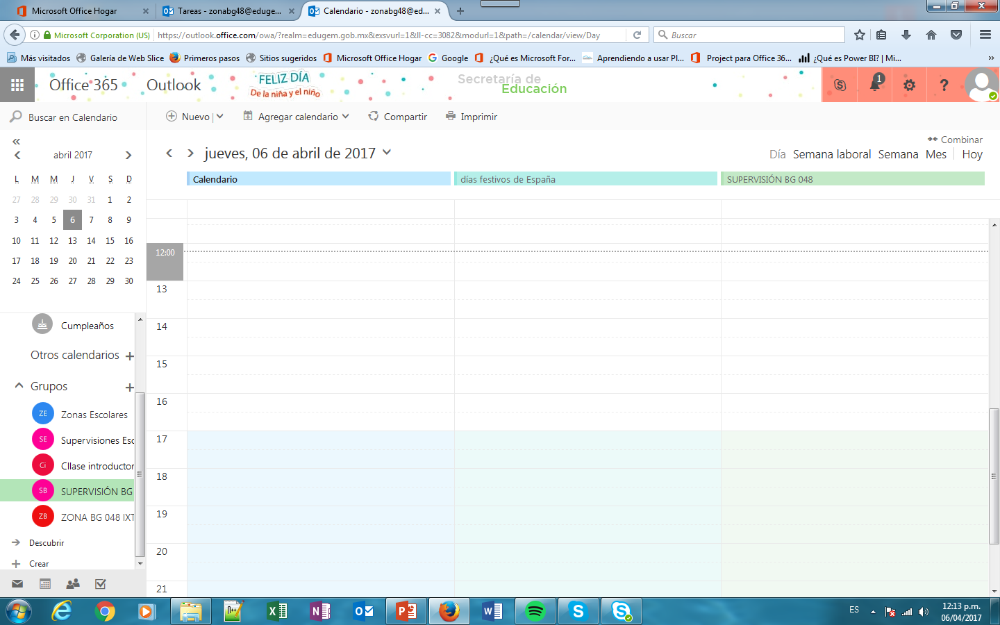 Microsoft Office Hogar
Tareas - zonabg48@eduge...
Calendario - zonabg48@ed...
Microsoft Corporation (US)
https://outlook.office.com/owa/?realm=edugem.gob.mx&exsvurl=1&ll-cc=3082&modurl=1&path=/calendar/view/Day
Buscar
Más visitados
Galería de Web Slice
Primeros pasos
Sitios sugeridos
Microsoft Office Hogar
Google
¿Qué es Microsoft For...
Aprendiendo a usar Pl...
Project para Office 36...
¿Qué es Power BI? | Mi...
Office 365
Outlook
FELIZ DÍA
De la niña y el niño
Secretaría de
Educación
1
Buscar en Calendario
Nuevo
Agregar calendario
Compartir
Imprimir
abril 2017
L M M J V S D
27 28 29 30 31 1 2
3 4 5 6 7 8 9
10 11 12 13 14 15 16
17 18 19 20 21 22 23
24 25 26 27 28 29 30
jueves, 06 de abril de 2017
Combinar
Día Semana laboral Semana Mes Hoy
Calendario
días festivos de España
SUPERVISIÓN BG 048
12:00
13
14
15
16
17
18
19
20
21
Cumpleaños
Otros calendarios
Grupos
ZE Zonas Escolares
SE Supervisiones Esc
Ci Cllase introductor
SB SUPERVISIÓN BG
ZB ZONA BG 048 IXT
Descubrir
Crear
ES
12:13 p.m.
06/04/2017